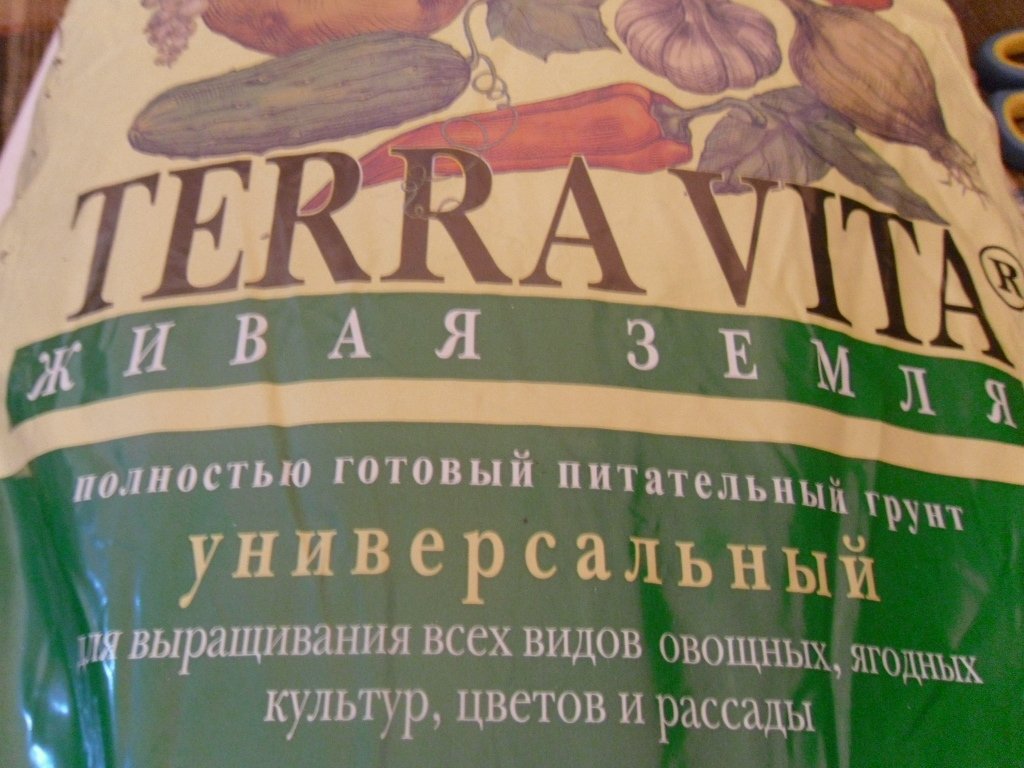 TERRA VITA®
ЖИВАЯ ЗЕМЛЯ
полностью готовый питательный грунт
универсальный
для выращивания всех видов овощных, ягодных
культур, цветов и рассады